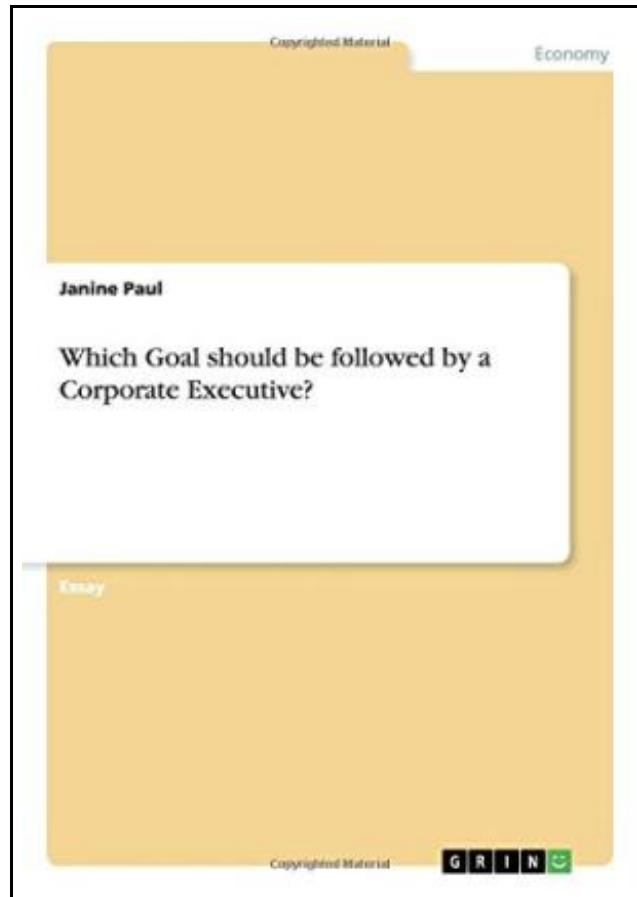 Copyrighted Material
Economy
Janine Paul
Which Goal should be followed by a
Corporate Executive?
Essay
Copyrighted Material
GRIN